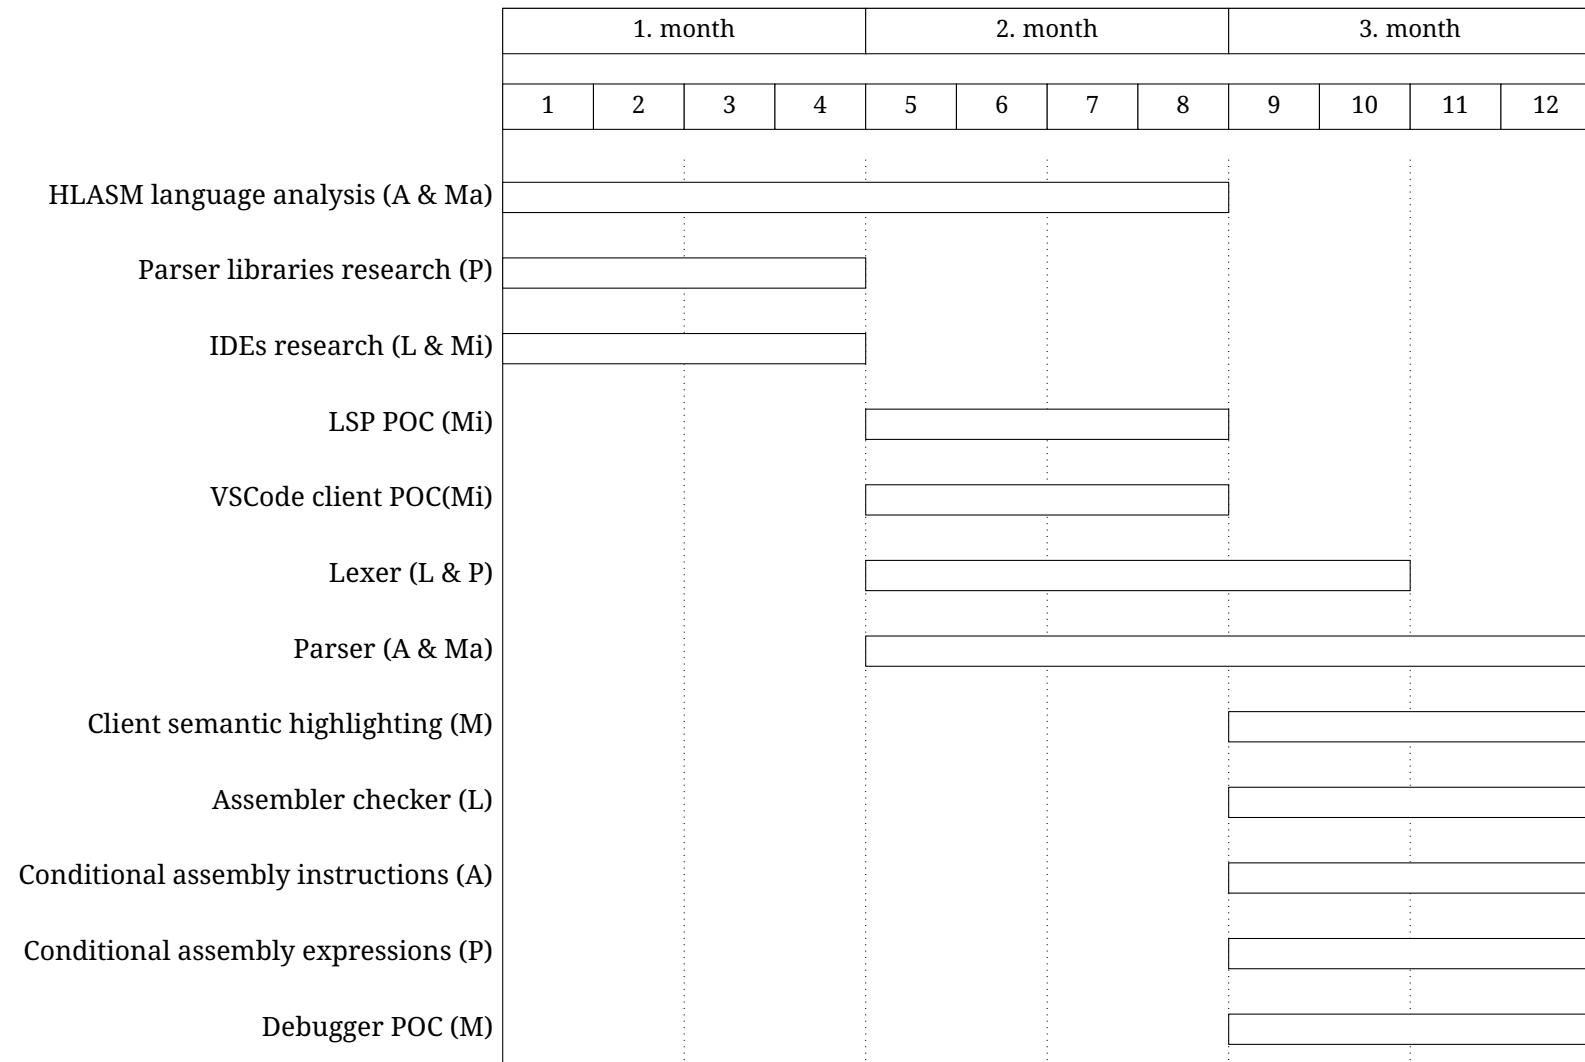 1. month 2. month 3. month
1 2 3 4 5 6 7 8 9 10 11 12
HLASM language analysis (A & Ma)
Parser libraries research (P)
IDEs research (L & Mi)
LSP POC (Mi)
VSCode client POC(Mi)
Lexer (L & P)
Parser (A & Ma)
Client semantic highlighting (M)
Assembler checker (L)
Conditional assembly instructions (A)
Conditional assembly expressions (P)
Debugger POC (M)